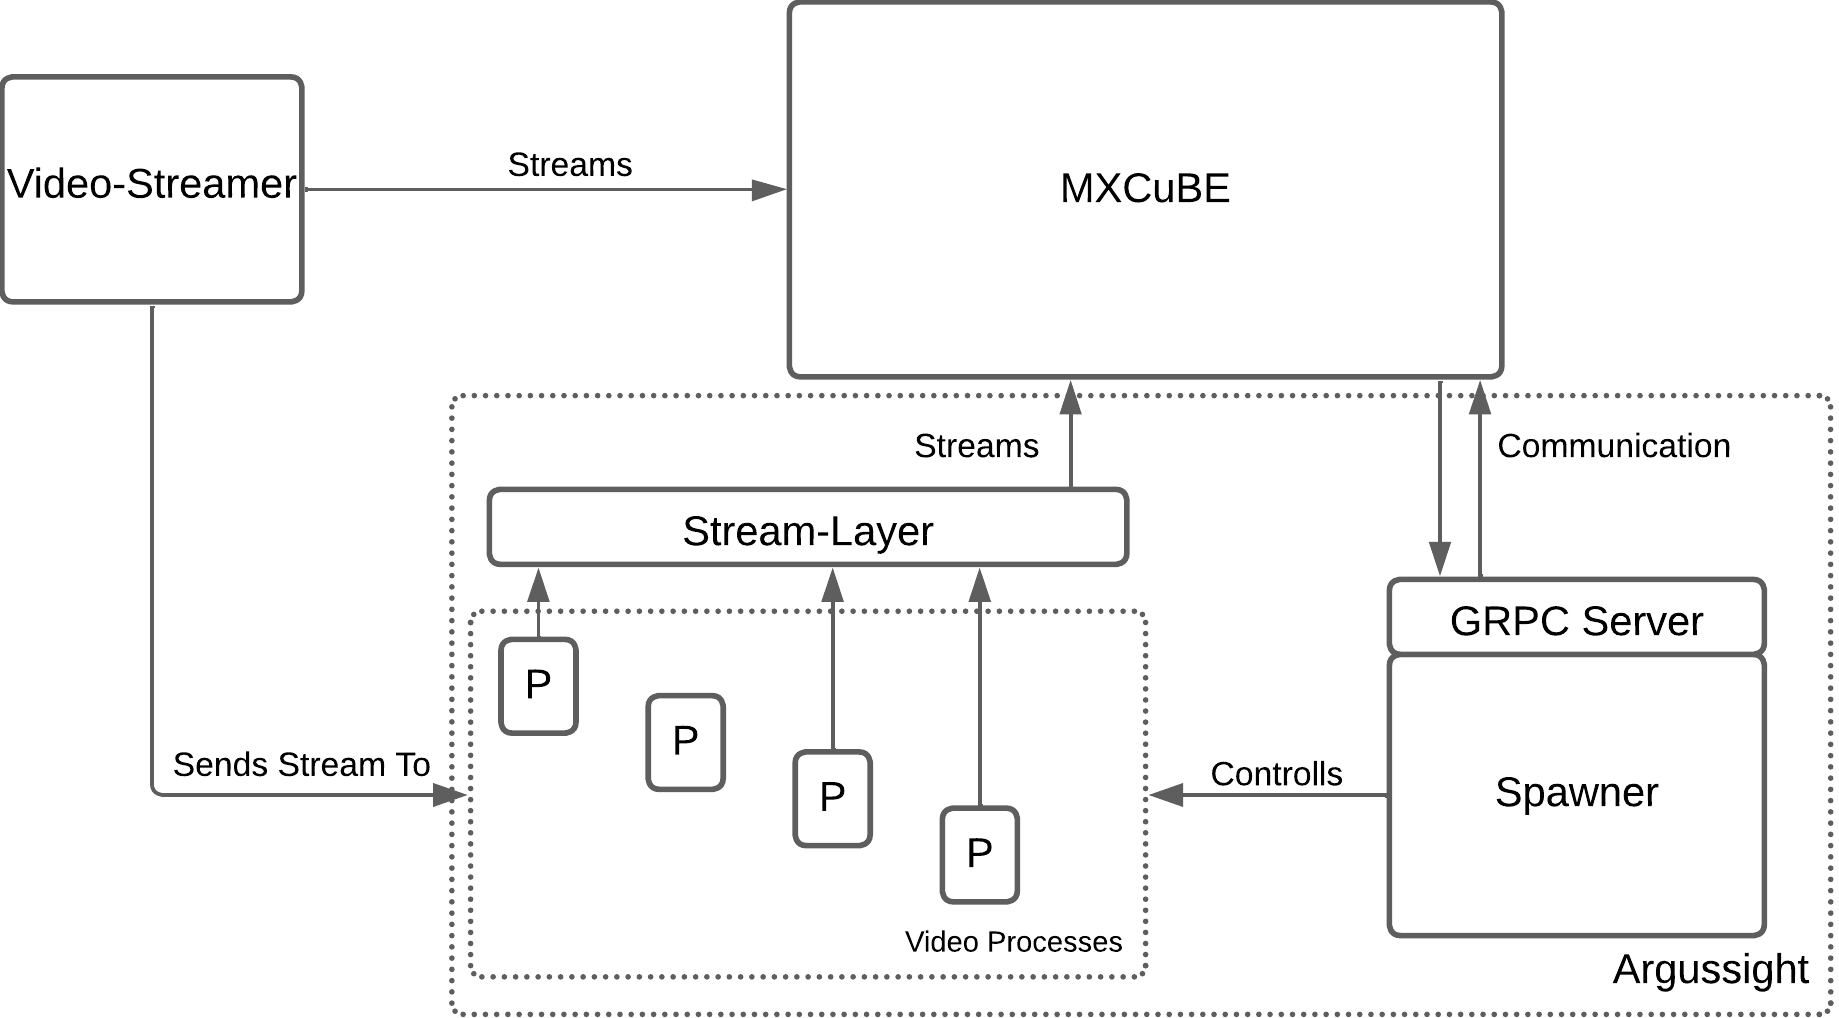 Video-Streamer
Streams
MXCuBE
Streams
Communication
Stream-Layer
GRPC Server
P
P
P
P
Sends Stream To
Controlls
Spawner
Video Processes
Argussight